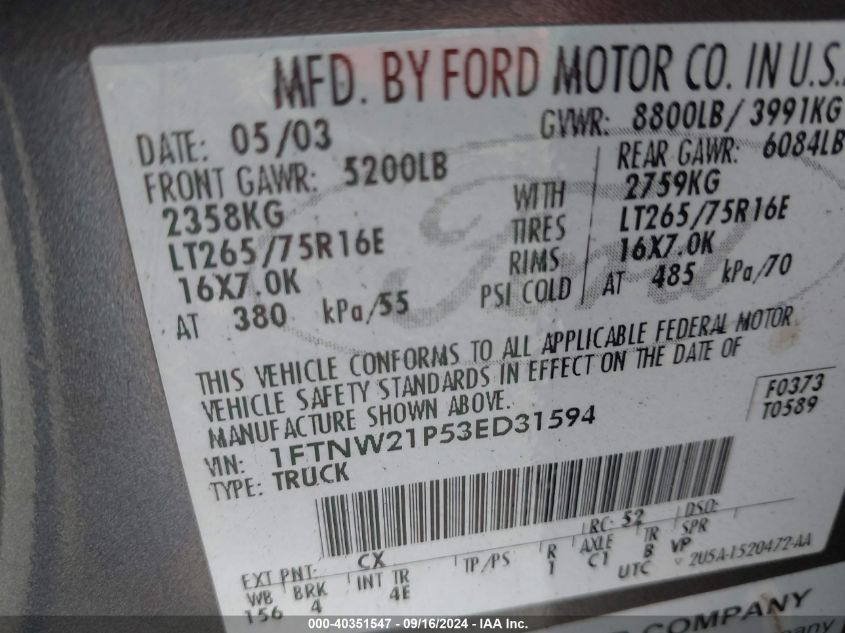 MFD. BY FORD MOTOR CO. IN U.S.
DATE: 05/03 GVWR: 8800LB/3991KG
FRONT GAWR: 5200LB REAR GAWR: 6084LB
2358KG WITH 2759KG
LT265/75R16E TIRES LT265/75R16E
16X7.0K RIMS 16X7.0K
AT 380 kPa/55 PSI COLD AT 485 kPa/70
THIS VEHICLE CONFORMS TO ALL APPLICABLE FEDERAL MOTOR
VEHICLE SAFETY STANDARDS IN EFFECT ON THE DATE OF
MANUFACTURE SHOWN ABOVE.
F0373
T0589
VIN: 1FTNW21P53ED31594
TYPE: TRUCK
RC: 52 DSO:
EXT PNT: CX
WB BRK INT TR TP/PS R AXLE TR SPR
156 4 4E 1 C1 B VP
UTC 2U5A-1520472-AA
Ford
COMPANY
000-40351547 - 09/16/2024 - IAA Inc.